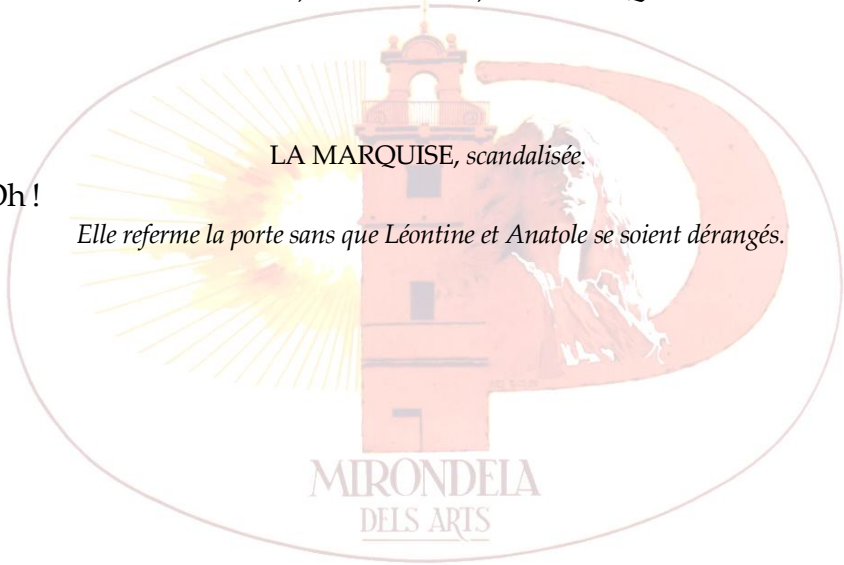 LA MARQUISE, scandalisée.
Oh !
Elle referme la porte sans que Léontine et Anatole se soient dérangés.
MIRONDELA
DELS ARTS